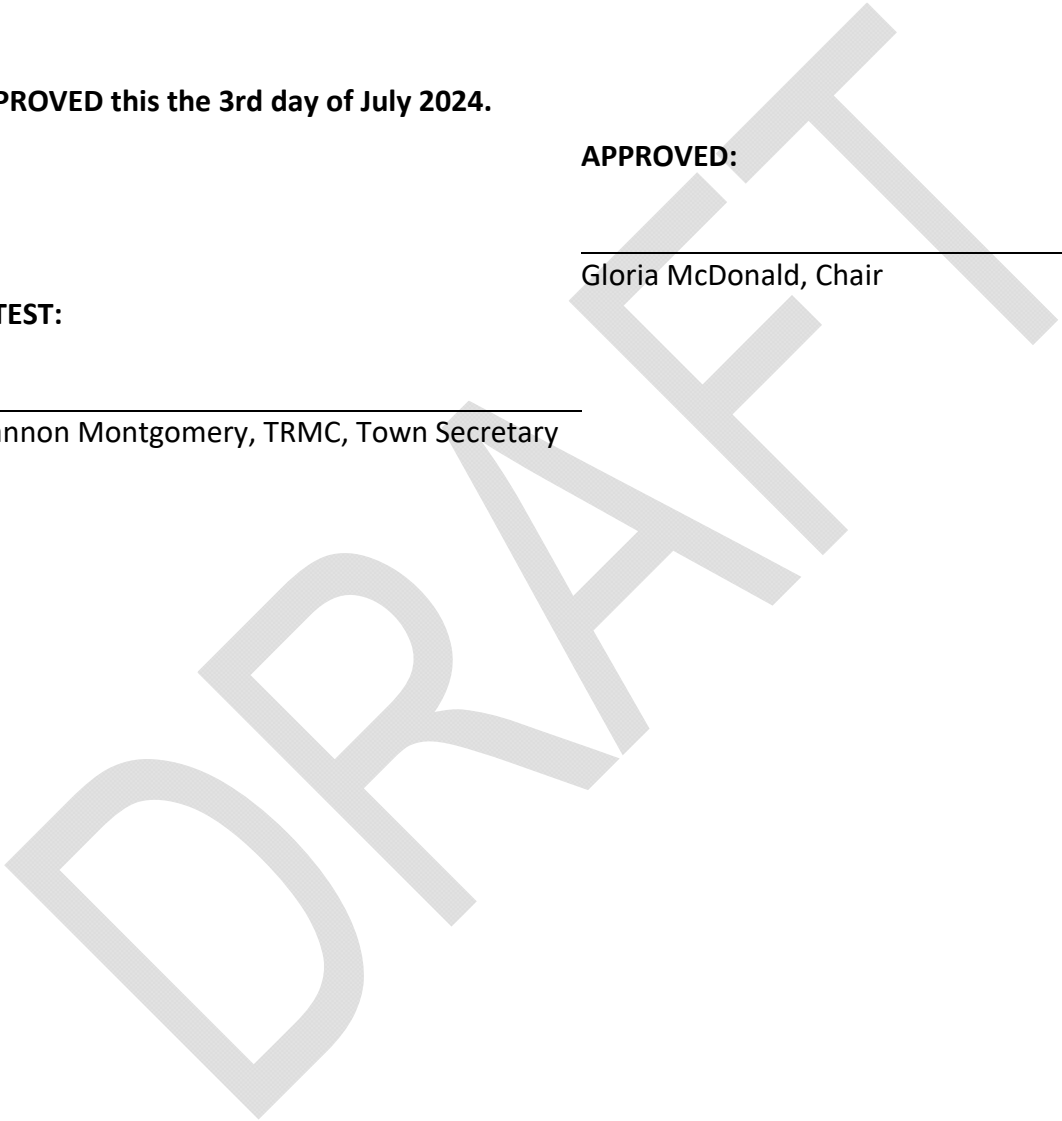 PROVED this the 3rd day of July 2024.
APPROVED:
Gloria McDonald, Chair
TEST:
nnon Montgomery, TRMC, Town Secretary
DRAFT